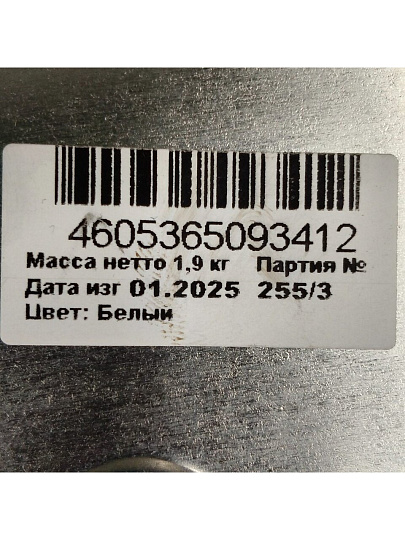 4605365093412
Масса нетто 1,9 кг Партия №
Дата изг 01.2025 255/3
Цвет: Белый